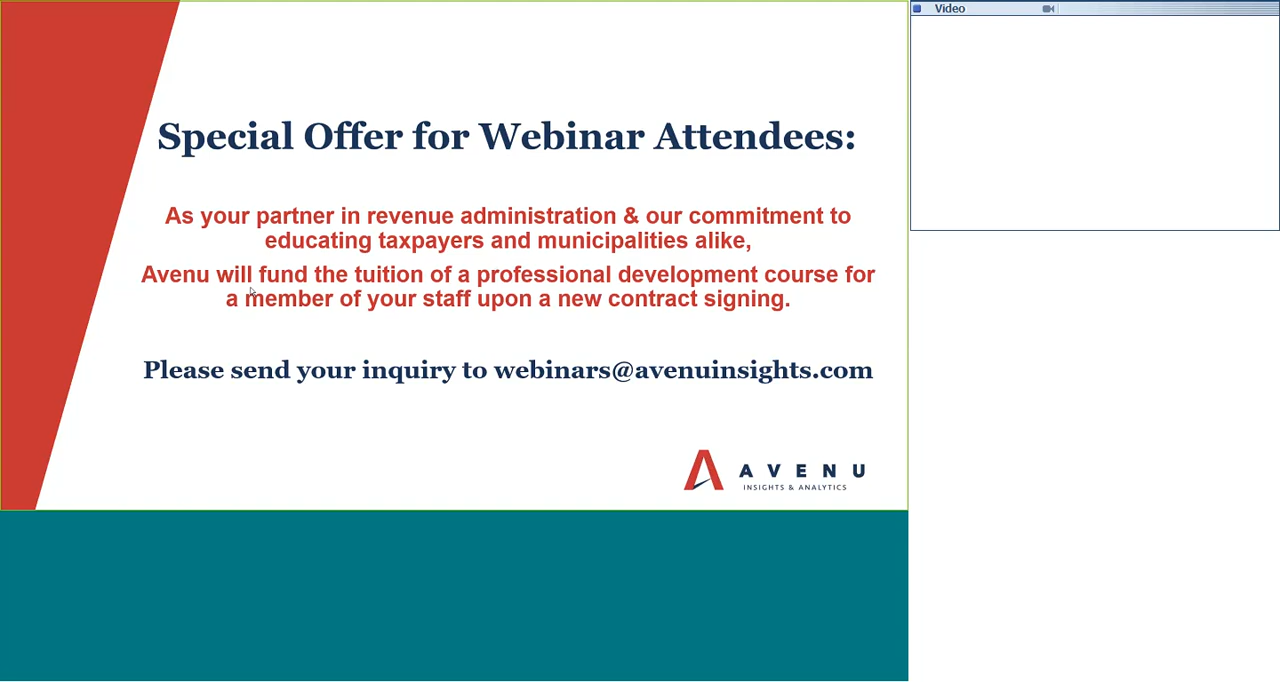 Video
Special Offer for Webinar Attendees:
As your partner in revenue administration & our commitment to
educating taxpayers and municipalities alike,
Avenu will fund the tuition of a professional development course for
a member of your staff upon a new contract signing.
Please send your inquiry to webinars@avenuinsights.com
AVENU
INSIGHTS & ANALYTICS